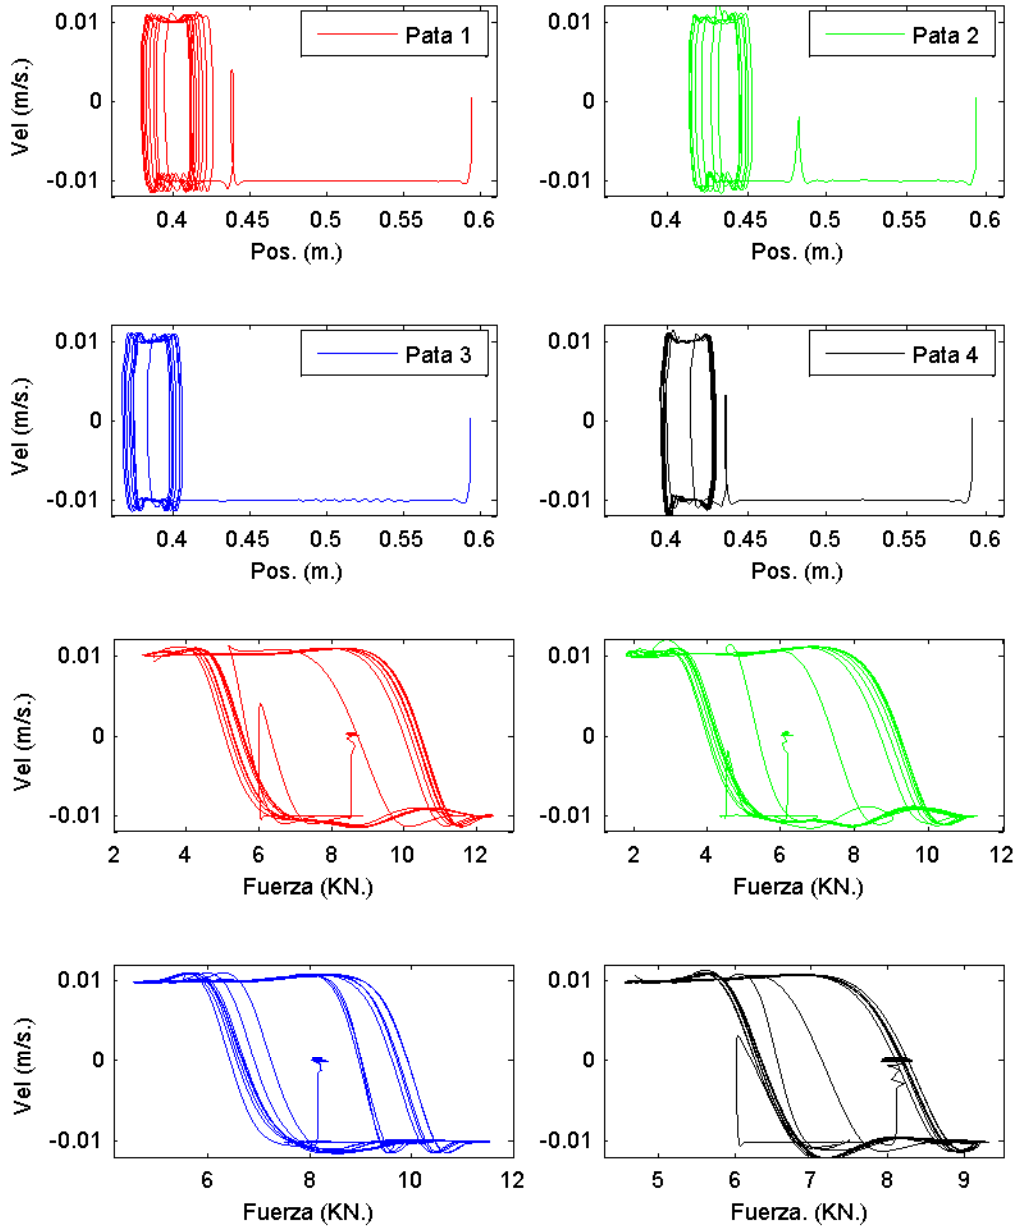 0.01
0
-0.01
Vel (m/s.)
Pata 1
0.4 0.45 0.5 0.55 0.6
Pos. (m.)
0.01
0
-0.01
Pata 2
0.4 0.45 0.5 0.55 0.6
Pos. (m.)
0.01
0
-0.01
Vel (m/s.)
Pata 3
0.4 0.45 0.5 0.55 0.6
Pos. (m.)
0.01
0
-0.01
Pata 4
0.4 0.45 0.5 0.55 0.6
Pos. (m.)
0.01
0
-0.01
Vel (m/s.)
2 4 6 8 10 12
Fuerza (KN.)
0.01
0
-0.01
2 4 6 8 10 12
Fuerza (KN.)
0.01
0
-0.01
Vel (m/s.)
6 8 10 12
Fuerza (KN.)
0.01
0
-0.01
5 6 7 8 9
Fuerza. (KN.)